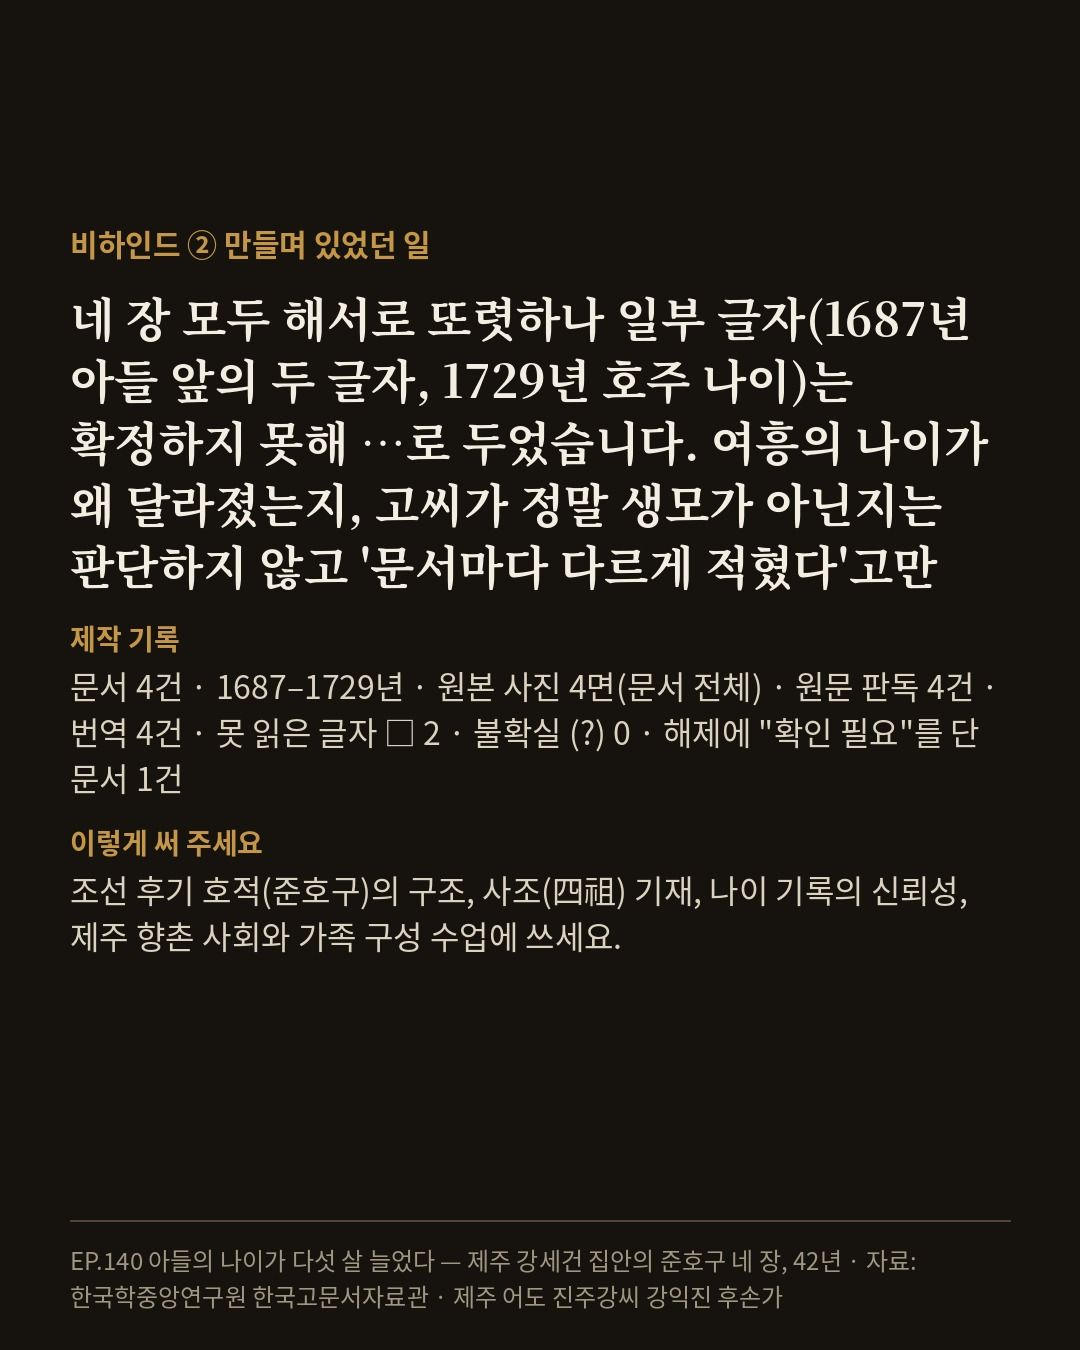 비하인드 ② 만들며 있었던 일
네 장 모두 해서로 또렷하나 일부 글자(1687년
아들 앞의 두 글자, 1729년 호주 나이)는
확정하지 못해 …로 두었습니다. 여흥의 나이가
왜 달라졌는지, 고씨가 정말 생모가 아닌지는
판단하지 않고 '문서마다 다르게 적혔다'고만
제작 기록
문서 4건 · 1687–1729년 · 원본 사진 4면(문서 전체) · 원문 판독 4건 ·
번역 4건 · 못 읽은 글자 □ 2 · 불확실 (?) 0 · 해제에 "확인 필요"를 단
문서 1건
이렇게 써 주세요
조선 후기 호적(준호구)의 구조, 사조(四祖) 기재, 나이 기록의 신뢰성,
제주 향촌 사회와 가족 구성 수업에 쓰세요.
EP.140 아들의 나이가 다섯 살 늘었다 — 제주 강세건 집안의 준호구 네 장, 42년 · 자료:
한국학중앙연구원 한국고문서자료관 · 제주 어도 진주강씨 강익진 후손가